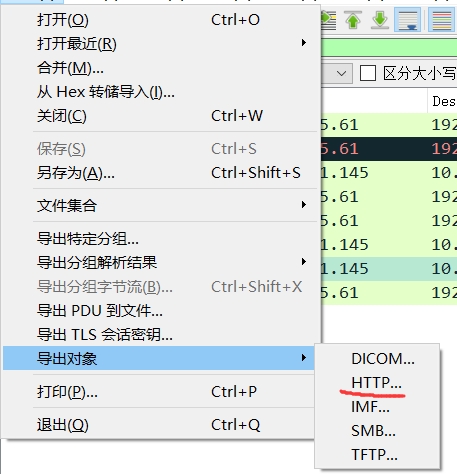 打开(O) Ctrl+O
打开最近(R)
合并(M)...
从 Hex 转储导入(I)...
关闭(C) Ctrl+W
保存(S) Ctrl+S
另存为(A)... Ctrl+Shift+S
文件集合
导出特定分组...
导出分组解析结果
导出分组字节流(B)... Ctrl+Shift+X
导出 PDU 到文件...
导出 TLS 会话密钥...
导出对象
打印(P)... Ctrl+P
退出(Q) Ctrl+Q
DICOM...
HTTP...
IMF...
SMB...
TFTP...
区分大小写
Des
5.61 192
5.61 192
1.145 10.
5.61 192
5.61 192
1.145 10.
1.145 10.
5.61 192